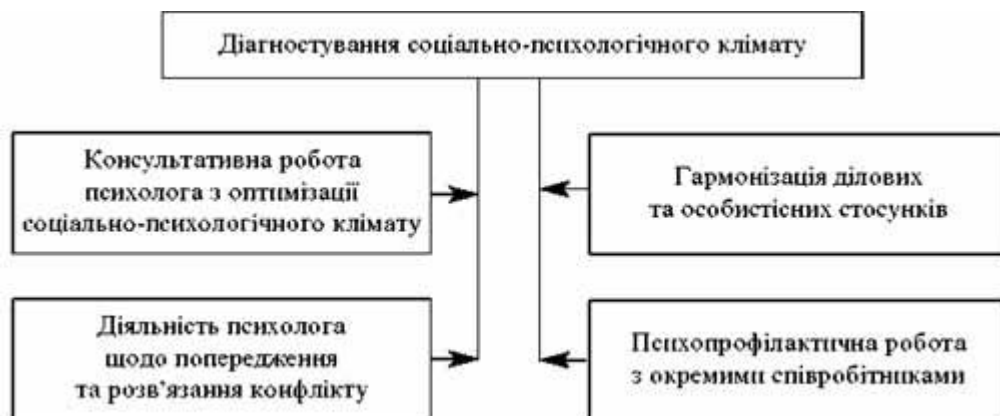 Діагностування соціально-психологічного клімату
Консультативна робота
психолога з оптимізації
соціально-психологічного клімату
Гармонізація ділових
та особистісних стосунків
Діяльність психолога
щодо попередження
та розв’язання конфлікту
Психопрофілактична робота
з окремими співробітниками